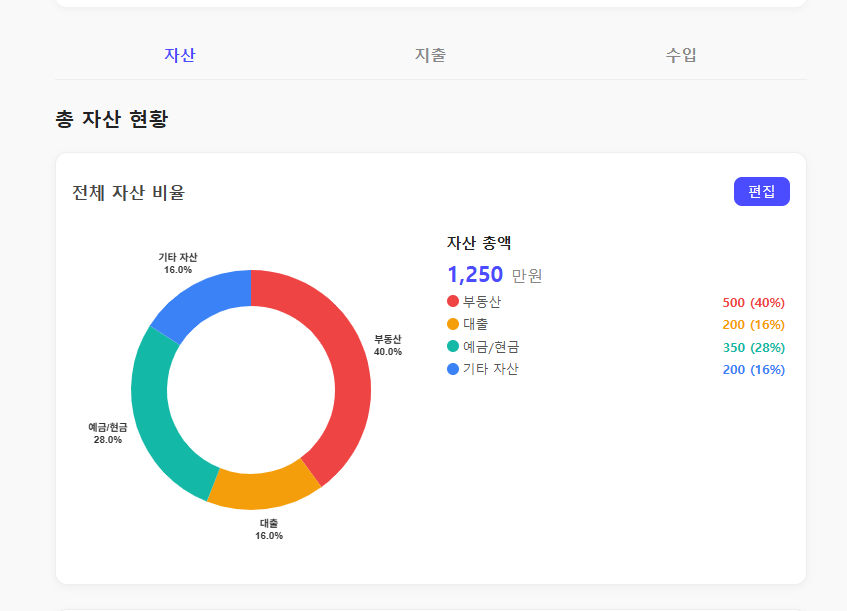 자산 지출 수입
총 자산 현황
전체 자산 비율
편집
기타 자산
16.0%
부동산
40.0%
예금/현금
28.0%
대출
16.0%
자산 총액
1,250 만원
부동산 500 (40%)
대출 200 (16%)
예금/현금 350 (28%)
기타 자산 200 (16%)